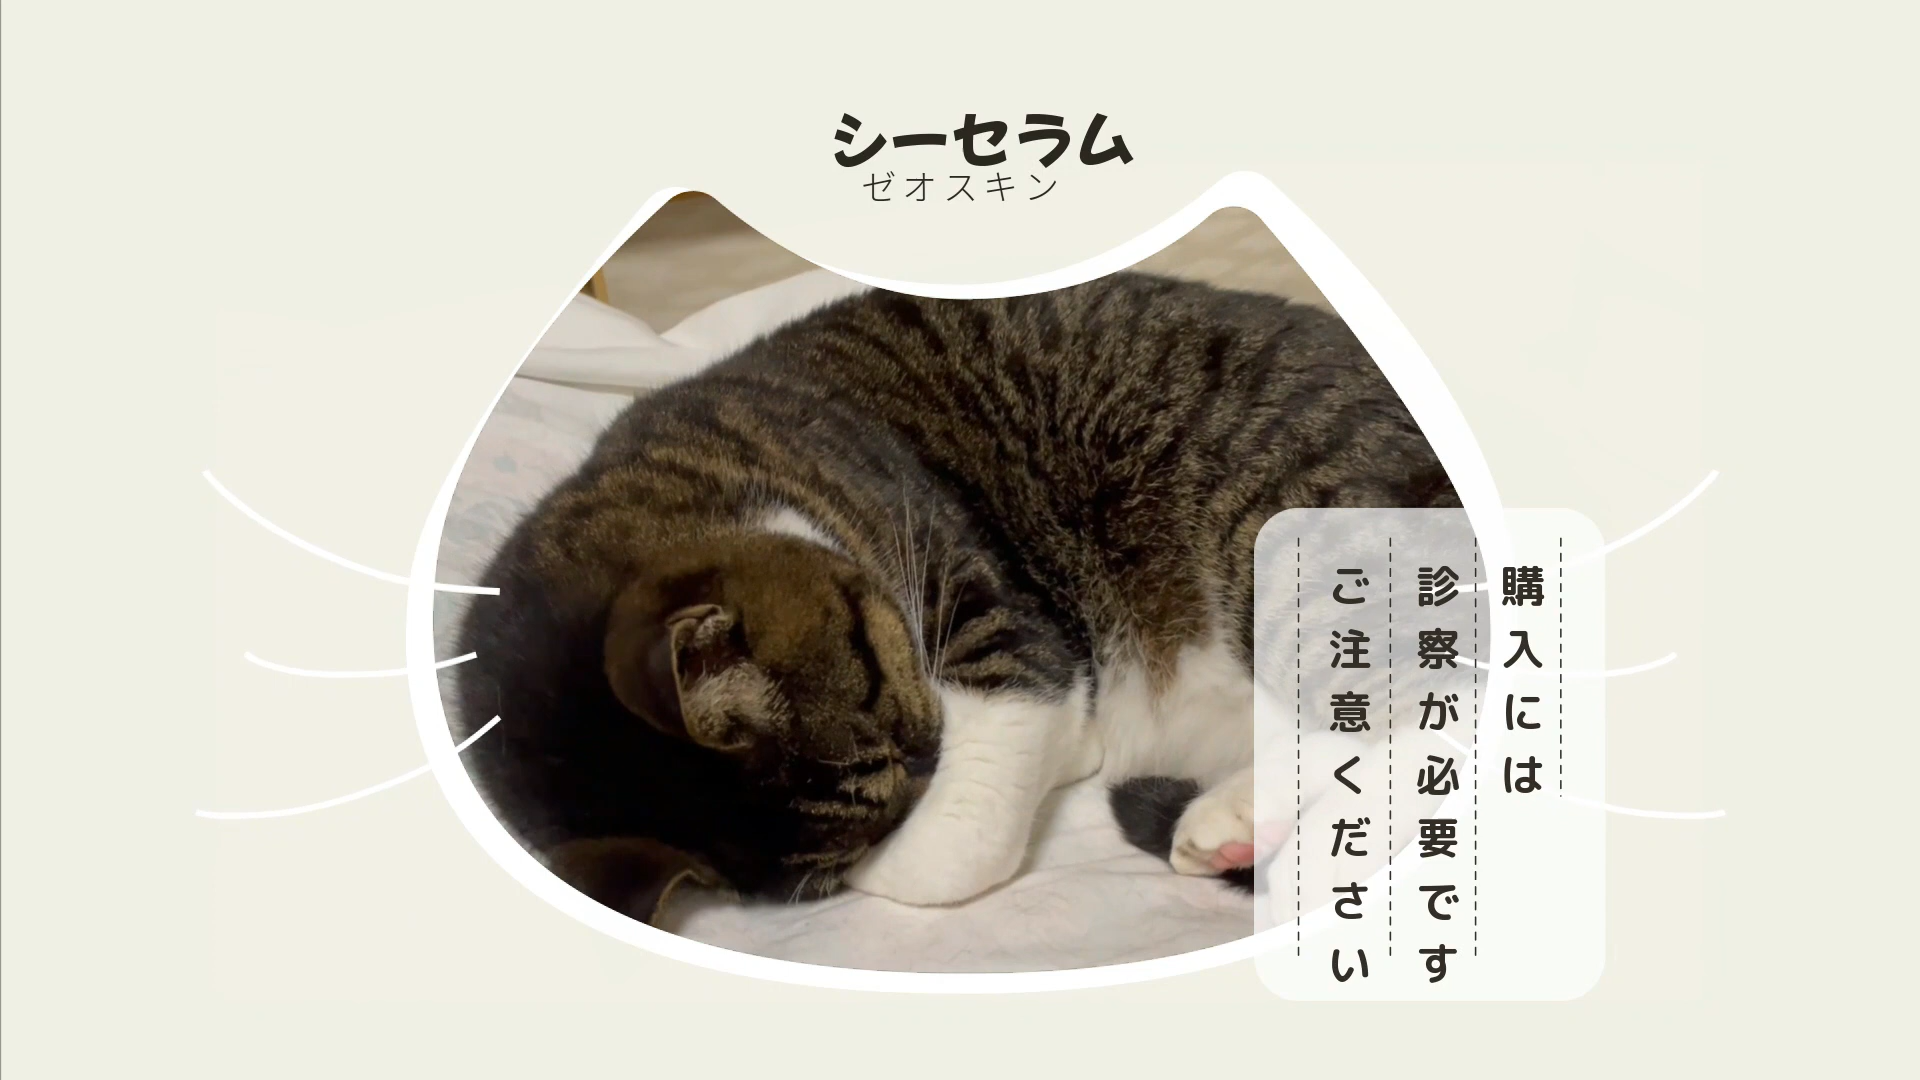 シーセラム
ゼオスキン
購入には
診察が必要です
ご注意ください